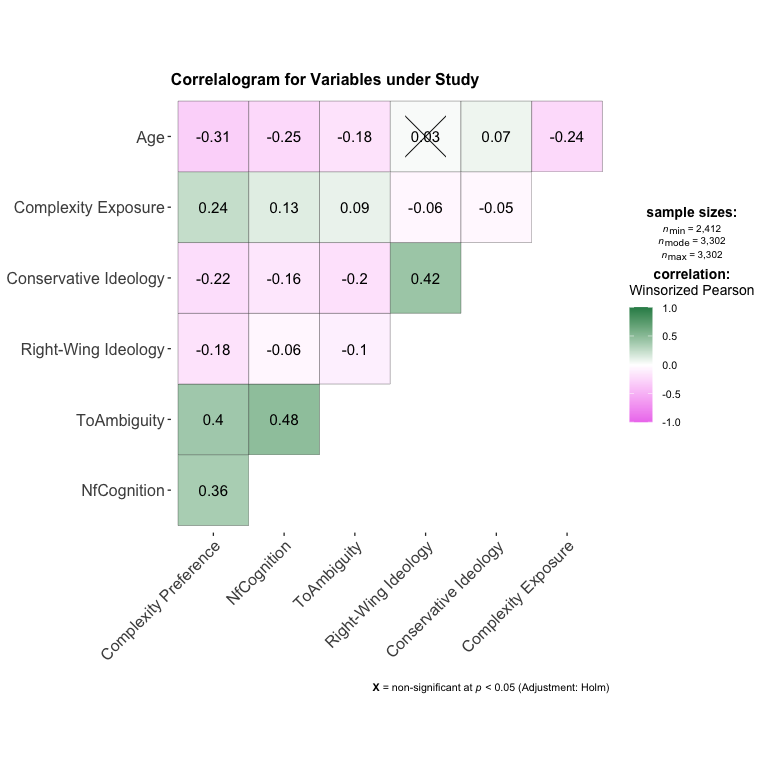 Correlalogram for Variables under Study
Age
-0.31 -0.25 -0.18 0.03 0.07 -0.24
Complexity Exposure
0.24 0.13 0.09 -0.06 -0.05
Conservative Ideology
-0.22 -0.16 -0.2 0.42
Right-Wing Ideology
-0.18 -0.06 -0.1
ToAmbiguity
0.4 0.48
NfCognition
0.36
Complexity Preference
NfCognition
ToAmbiguity
Right-Wing Ideology
Conservative Ideology
Complexity Exposure
sample sizes:
nmin = 2,412
nmode = 3,302
nmax = 3,302
correlation:
Winsorized Pearson
1.0
0.5
0.0
-0.5
-1.0
X = non-significant at p < 0.05 (Adjustment: Holm)